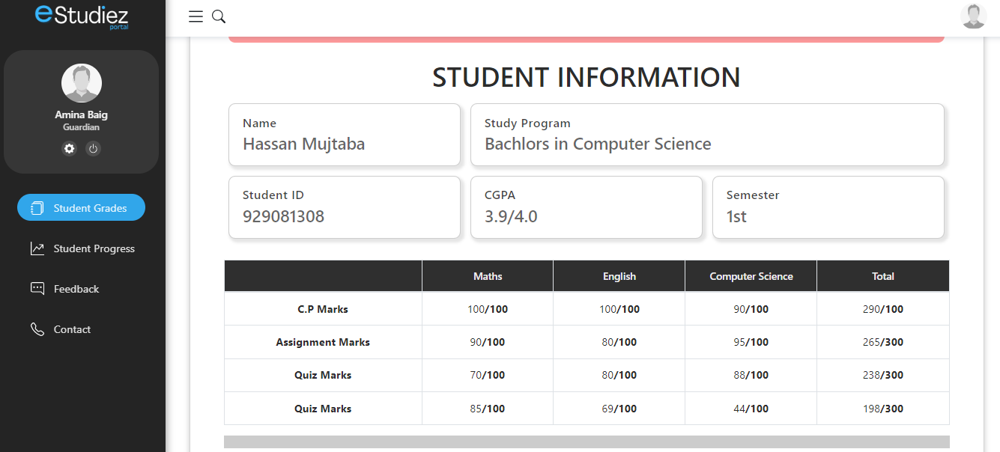 eStudiez
portal
Amina Baig
Guardian
Student Grades
Student Progress
Feedback
Contact
STUDENT INFORMATION
Name
Hassan Mujtaba
Study Program
Bachlors in Computer Science
Student ID
929081308
CGPA
3.9/4.0
Semester
1st
Maths English Computer Science Total
C.P Marks 100/100 100/100 90/100 290/100
Assignment Marks 90/100 80/100 95/100 265/300
Quiz Marks 70/100 80/100 88/100 238/300
Quiz Marks 85/100 69/100 44/100 198/300